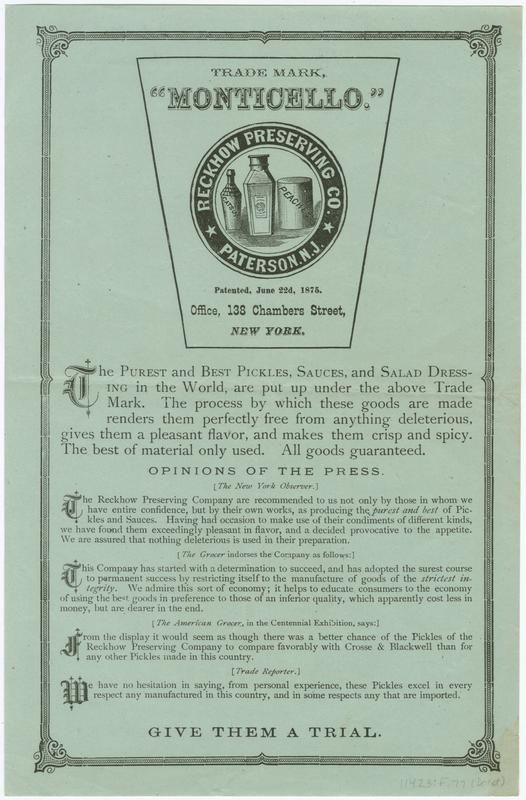 TRADE MARK,
"MONTICELLO."
RECKHOW PRESERVING CO.
CATSUP
PEACH
PATERSON. N.J.
Patented, June 22d, 1875.
Office, 138 Chambers Street,
NEW YORK.
The PUREST and BEST PICKLES, SAUCES, and SALAD DRESS-
ING in the World, are put up under the above Trade
Mark. The process by which these goods are made
renders them perfectly free from anything deleterious,
gives them a pleasant flavor, and makes them crisp and spicy.
The best of material only used. All goods guaranteed.
OPINIONS OF THE PRESS.
[The New York Observer.]
The Reckhow Preserving Company are recommended to us not only by those in whom we
have entire confidence, but by their own works, as producing the purest and best of Pic-
kles and Sauces. Having had occasion to make use of their condiments of different kinds,
we have found them exceedingly pleasant in flavor, and a decided provocative to the appetite.
We are assured that nothing deleterious is used in their preparation.
[The Grocer indorses the Company as follows:]
This Company has started with a determination to succeed, and has adopted the surest course
to permanent success by restricting itself to the manufacture of goods of the strictest in-
tegrity. We admire this sort of economy; it helps to educate consumers to the economy
of using the best goods in preference to those of an inferior quality, which apparently cost less in
money, but are dearer in the end.
[The American Grocer, in the Centennial Exhibition, says:]
From the display it would seem as though there was a better chance of the Pickles of the
Reckhow Preserving Company to compare favorably with Crosse & Blackwell than for
any other Pickles made in this country.
[Trade Reporter.]
We have no hesitation in saying, from personal experience, these Pickles excel in every
respect any manufactured in this country, and in some respects any that are imported.
GIVE THEM A TRIAL.